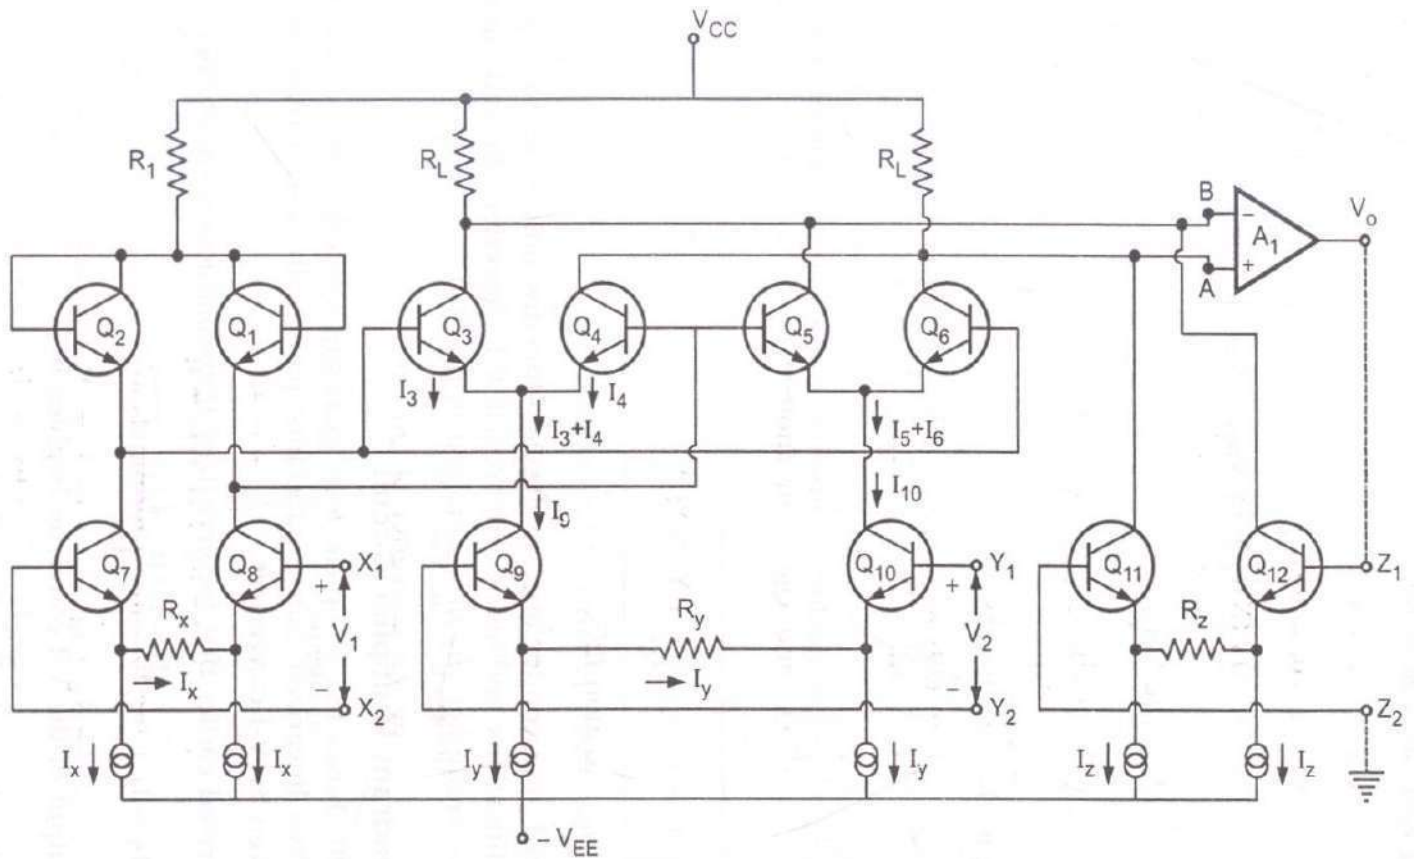 V_CC
R_1
R_L
R_L
B
−
A_1
V_o
A
+
Q_2
Q_1
Q_3
Q_4
Q_5
Q_6
I_3
I_4
I_3+I_4
I_5+I_6
I_9
I_10
Q_7
Q_8
X_1
Q_9
Q_10
Y_1
Q_11
Q_12
Z_1
+
+
R_x
V_1
R_y
V_2
R_z
I_x
−
I_y
−
X_2
Y_2
Z_2
I_x
I_x
I_y
I_y
I_z
I_z
− V_EE